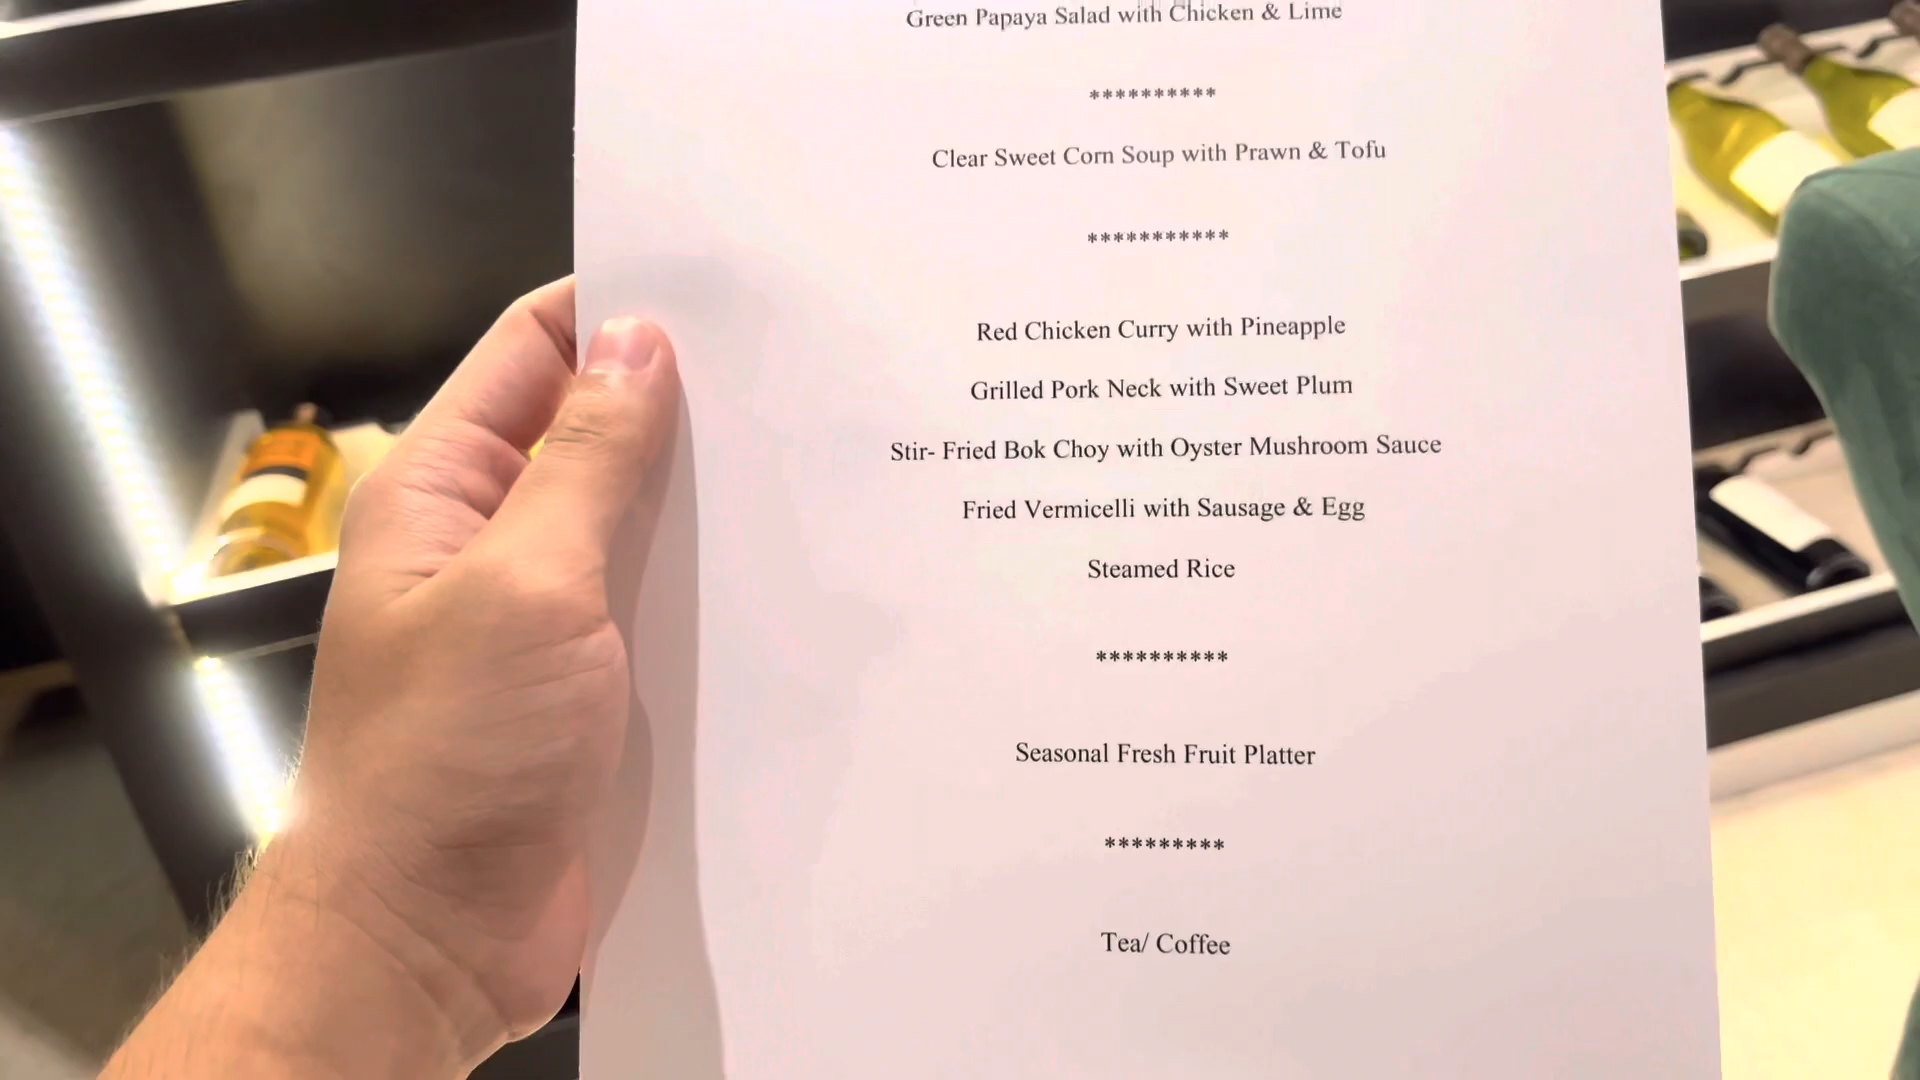 Green Papaya Salad with Chicken & Lime
**********
Clear Sweet Corn Soup with Prawn & Tofu
***********
Red Chicken Curry with Pineapple
Grilled Pork Neck with Sweet Plum
Stir- Fried Bok Choy with Oyster Mushroom Sauce
Fried Vermicelli with Sausage & Egg
Steamed Rice
**********
Seasonal Fresh Fruit Platter
*********
Tea/ Coffee